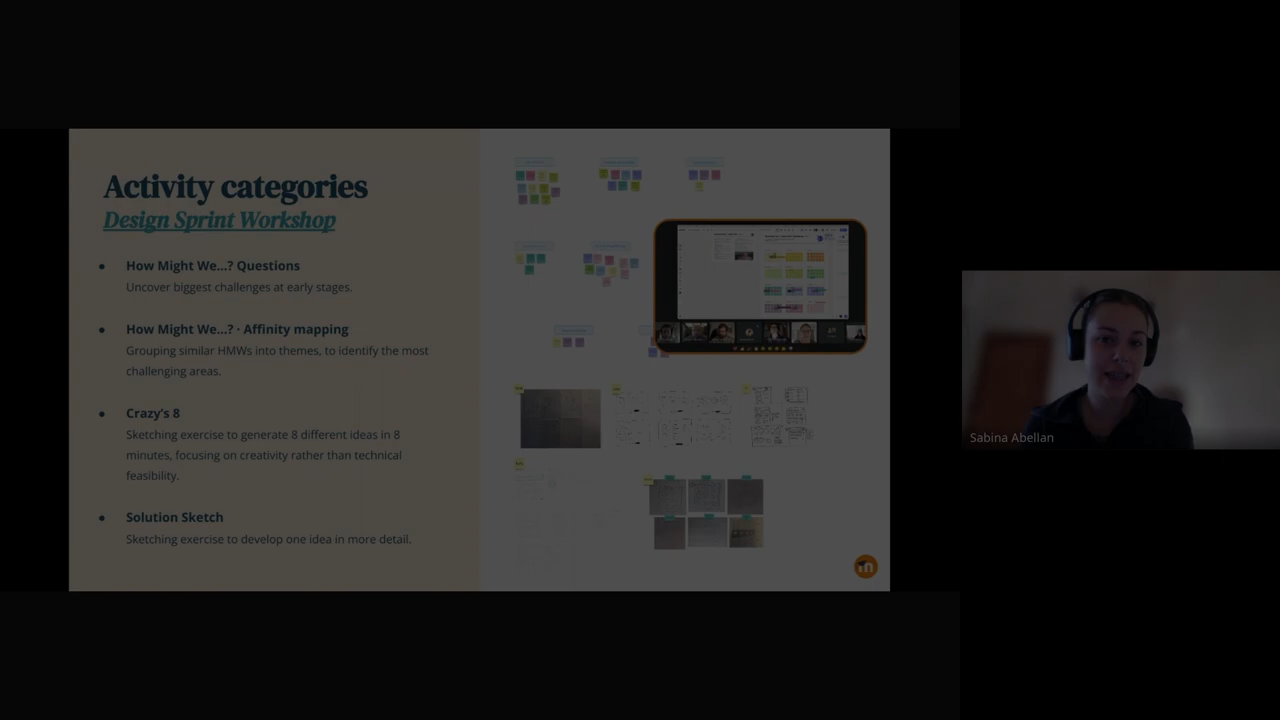 Activity categories
Design Sprint Workshop
● How Might We...? Questions
Uncover biggest challenges at early stages.
● How Might We...? · Affinity mapping
Grouping similar HMWs into themes, to identify the most
challenging areas.
● Crazy's 8
Sketching exercise to generate 8 different ideas in 8
minutes, focusing on creativity rather than technical
feasibility.
● Solution Sketch
Sketching exercise to develop one idea in more detail.
Sabina Abellan